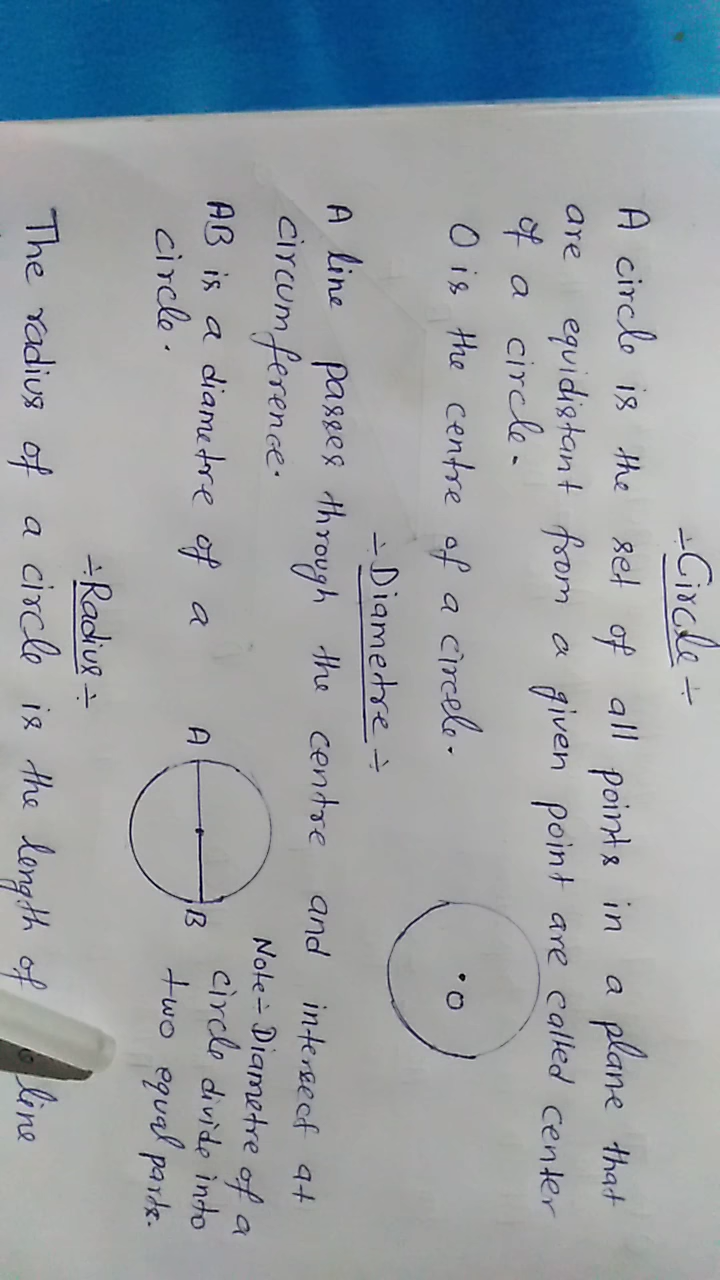 ÷Circle÷
A circle is the set of all points in a plane that
are equidistant from a given point are called center
of a circle.
O is the centre of a circle.
O
÷Diametre÷
A line passes through the centre and intersect at
circumference.
AB is a diametre of a
circle.
A
B
Note÷Diametre of a
circle divide into
two equal parts.
÷Radius÷
The radius of a circle is the length of line